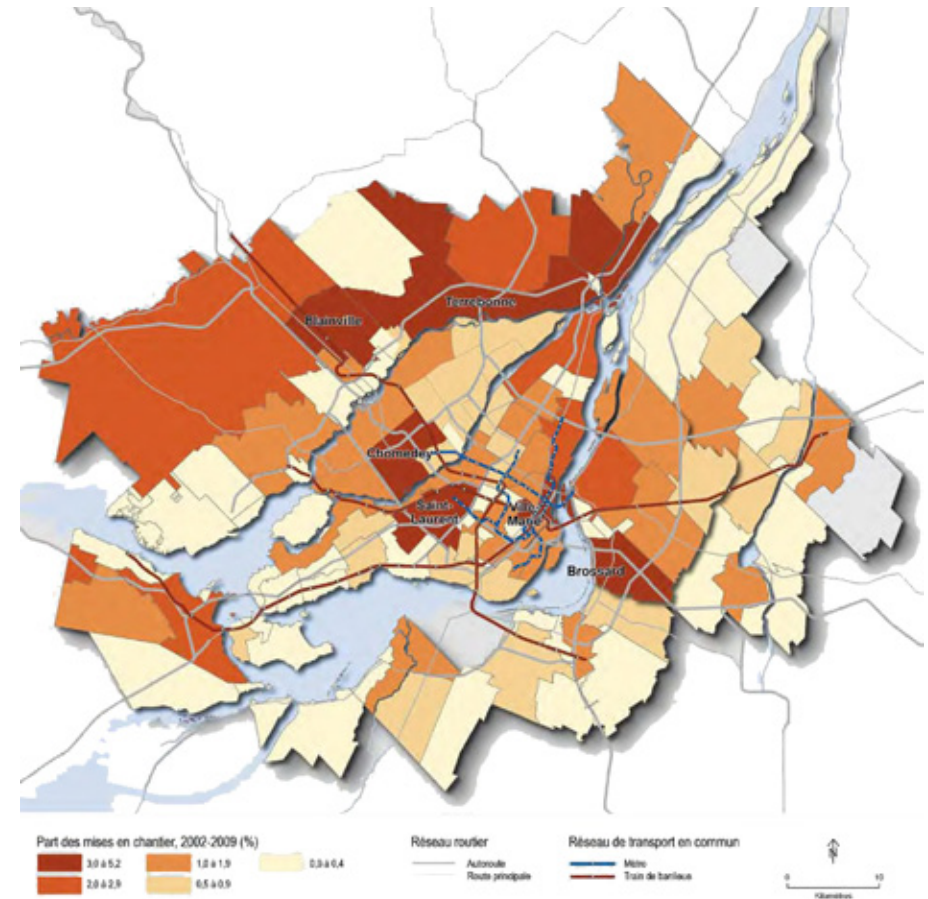 Terrebonne
Blainville
Chomedey
Saint-
Laurent
Ville-
Marie
Brossard
Part des mises en chantier, 2002-2009 (%)
3,0 à 5,2
1,0 à 1,9
0,0 à 0,4
2,0 à 2,9
0,5 à 0,9
Réseau routier
Autoroute
Route principale
Réseau de transport en commun
Métro
Train de banlieue
0
10
Kilomètres